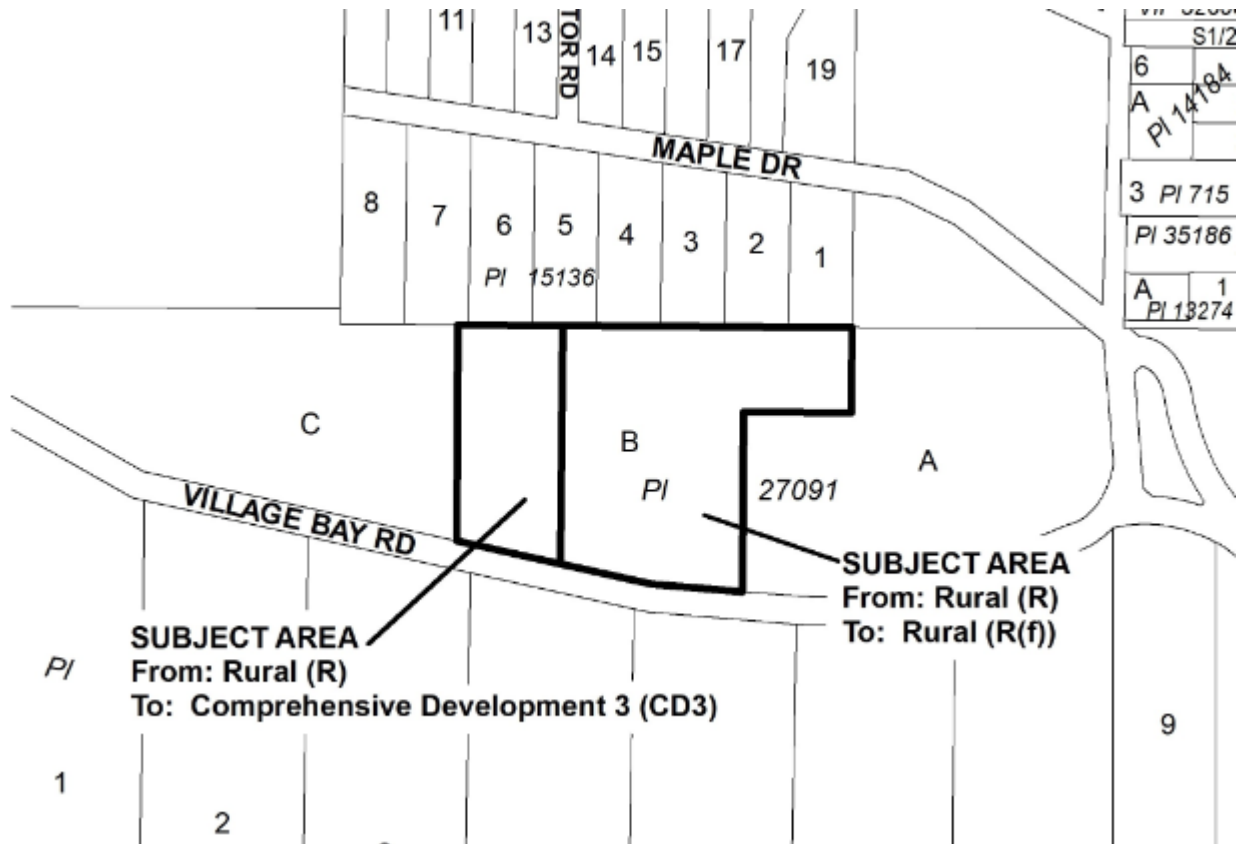 S1/2
11
13
TOR RD
14
15
17
19
6
A
Pl 14184
MAPLE DR
3 Pl 715
8
7
6
5
4
3
2
1
Pl 35186
Pl 15136
A 1
Pl 13274
C
B
A
Pl 27091
VILLAGE BAY RD
SUBJECT AREA
From: Rural (R)
To: Rural (R(f))
SUBJECT AREA
From: Rural (R)
To: Comprehensive Development 3 (CD3)
Pl
9
1
2